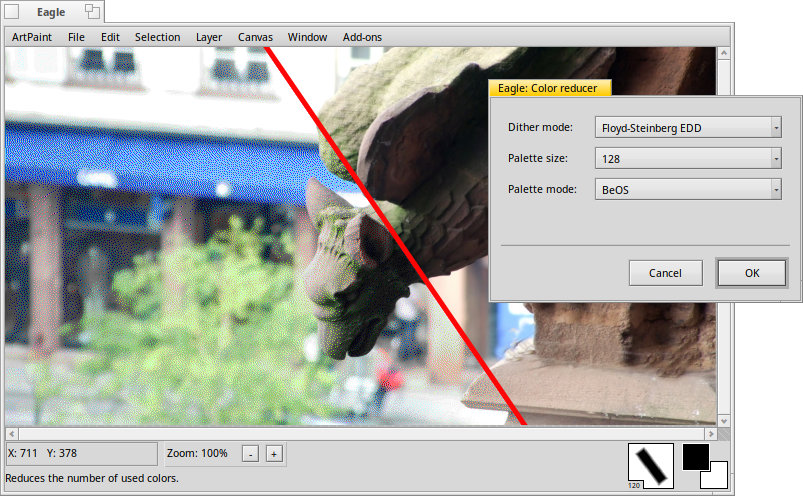 Eagle
ArtPaint File Edit Selection Layer Canvas Window Add-ons
Eagle: Color reducer
Dither mode: Floyd-Steinberg EDD
Palette size: 128
Palette mode: BeOS
Cancel OK
X: 711 Y: 378 Zoom: 100% - +
120
Reduces the number of used colors.